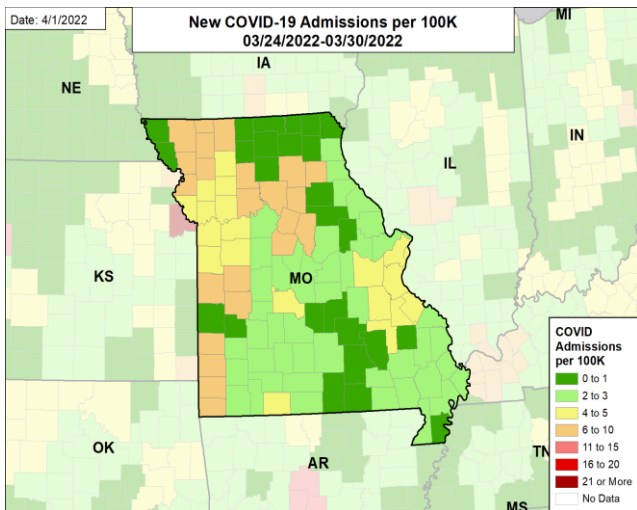 Date: 4/1/2022
New COVID-19 Admissions per 100K
03/24/2022-03/30/2022
MI
IA
NE
IN
IL
KS
MO
OK
AR
TN
MS
COVID
Admissions
per 100K
0 to 1
2 to 3
4 to 5
6 to 10
11 to 15
16 to 20
21 or More
No Data